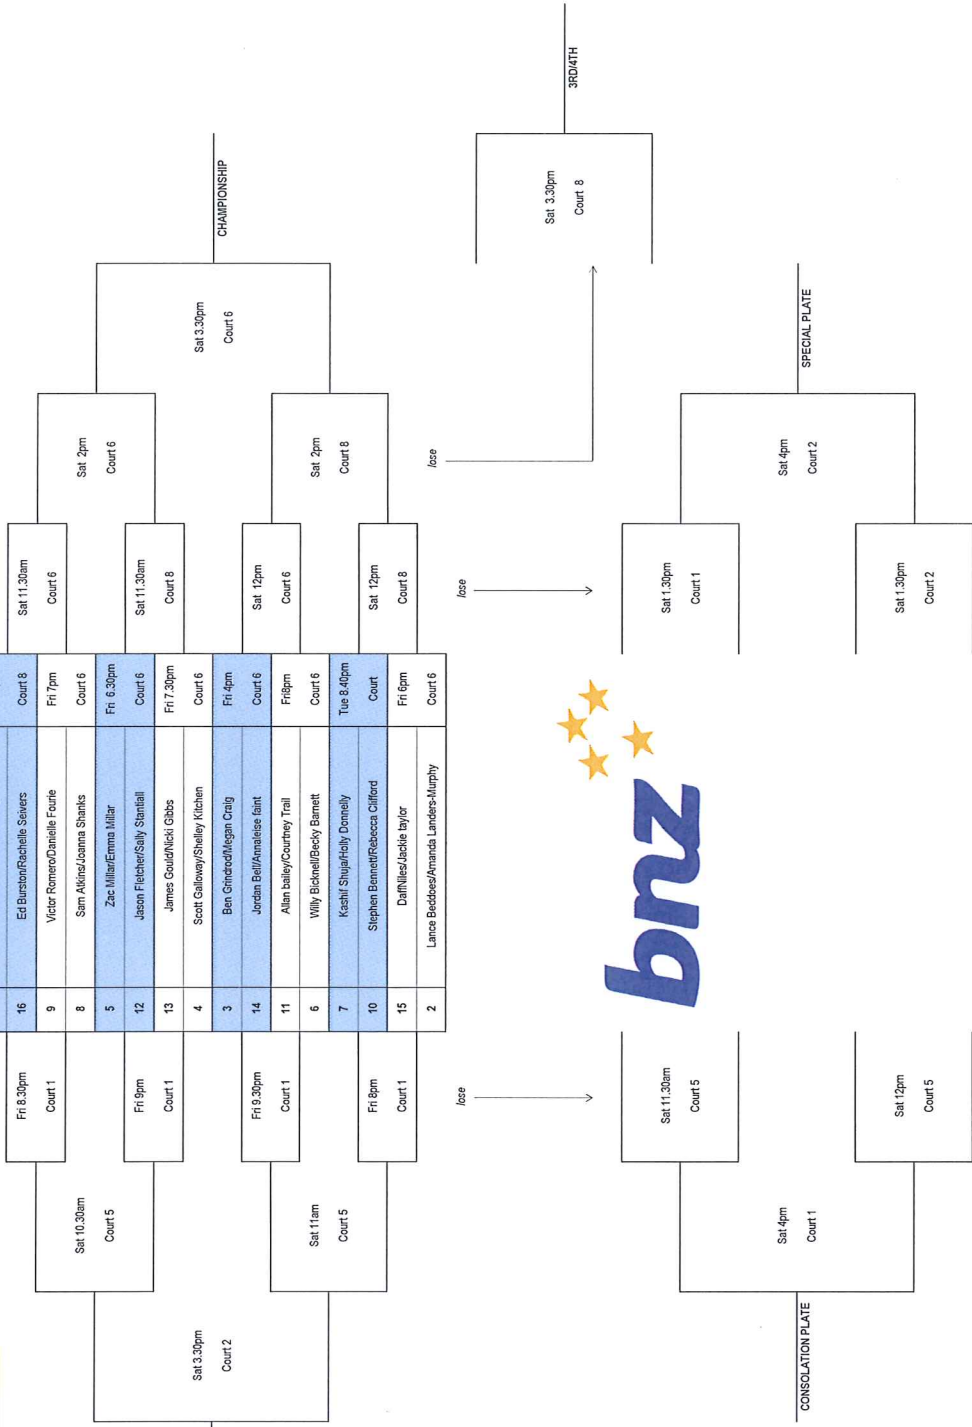 CHAMPIONSHIP
3RD/4TH
Sat 3.30pm
Court 8
Sat 3.30pm
Court 6
SPECIAL PLATE
Sat 2pm
Court 6
Sat 2pm
Court 8
lose
Sat 4pm
Court 2
Sat 11.30am
Court 6
Sat 11.30am
Court 8
Sat 12pm
Court 6
Sat 12pm
Court 8
lose
Sat 1.30pm
Court 1
Sat 1.30pm
Court 2
16 Ed Burston/Rachelle Seivers Court 8
9 Victor Romero/Danielle Fourie Fri 7pm
8 Sam Atkins/Joanna Shanks Court 6
5 Zac Millar/Emma Millar Fri 6.30pm
12 Jason Fletcher/Sally Stantiall Court 6
13 James Gould/Nicki Gibbs Fri 7.30pm
4 Scott Galloway/Shelley Kitchen Court 6
3 Ben Grindrod/Megan Craig Fri 4pm
14 Jordan Bell/Annaleise faint Court 6
11 Allan bailey/Courtney Trail Fri8pm
6 Willy Bicknell/Becky Barnett Court 6
7 Kashif Shuja/Holly Donnelly Tue 8.40pm
10 Stephen Bennett/Rebecca Clifford Court
15 DaffNiles/Jackie taylor Fri 6pm
2 Lance Beddoes/Amanda Landers-Murphy Court 6
bnz
Fri 8.30pm
Court 1
Fri 9pm
Court 1
Fri 9.30pm
Court 1
Fri 8pm
Court 1
lose
Sat 11.30am
Court 5
Sat 12pm
Court 5
Sat 10.30am
Court 5
Sat 11am
Court 5
Sat 4pm
Court 1
Sat 3.30pm
Court 2
CONSOLATION PLATE